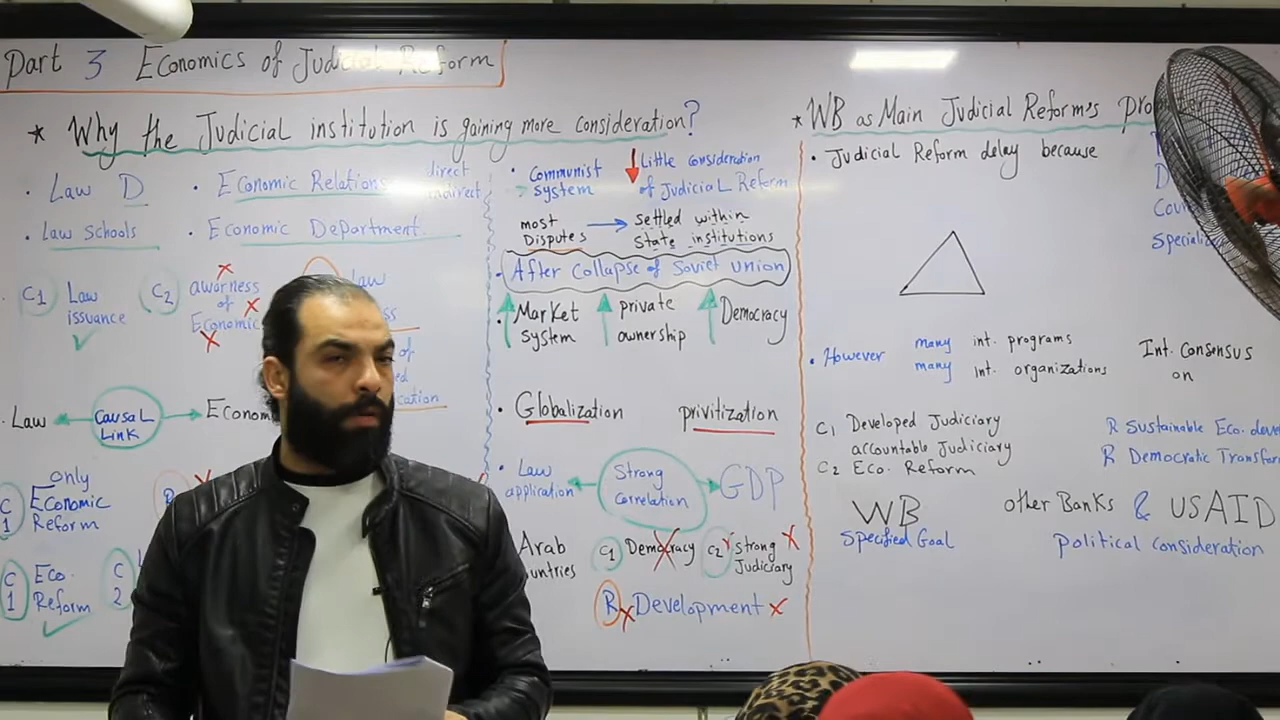 Part 3 Economics of Judicial Reform
* Why the Judicial institution is gaining more consideration?
• Law D
• Economic Relations
direct
indirect
• Law schools
• Economic Department
C1 Law
issuance
C2
awarness
of
Economic
Law
of
Law
Causal
Link
only
C1 Economic
Reform
C1 Eco.
Reform
C2
• Communist
system
Little consideration
of Judicial Reform
most
Disputes
settled within
State institutions
• After Collapse of Soviet Union
• Market
system
private
ownership
Democracy
• Globalization privitization
• Law
application
Strong
Correlation
GDP
Arab
C1 Democracy
C2 strong
Judiciary
R Development
* WB as Main Judicial Reform's
• Judicial Reform delay because
• However
many int. programs
many int. organizations
Int. Consensus
on
C1 Developed Judiciary
accountable Judiciary
C2 Eco. Reform
R Sustainable Eco.
R Democratic
WB
Specified Goal
other Banks & USAID
political consideration